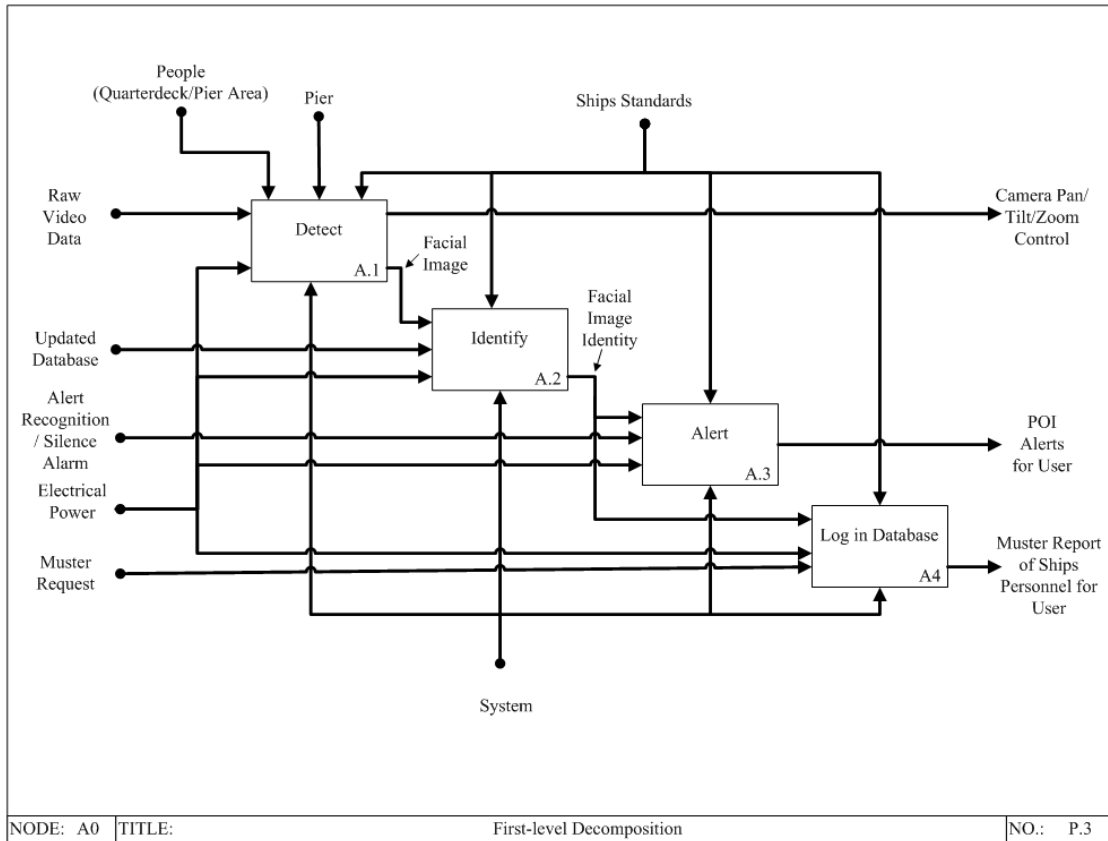 People
(Quarterdeck/Pier Area)
Pier
Ships Standards
Raw
Video
Data
Detect
A.1
Camera Pan/
Tilt/Zoom
Control
Facial
Image
Updated
Database
Identify
A.2
Facial
Image
Identity
Alert
Recognition
/ Silence
Alarm
Alert
A.3
POI
Alerts
for User
Electrical
Power
Log in Database
A4
Muster
Request
Muster Report
of Ships
Personnel for
User
System
NODE: A0 TITLE: First-level Decomposition NO.: P.3